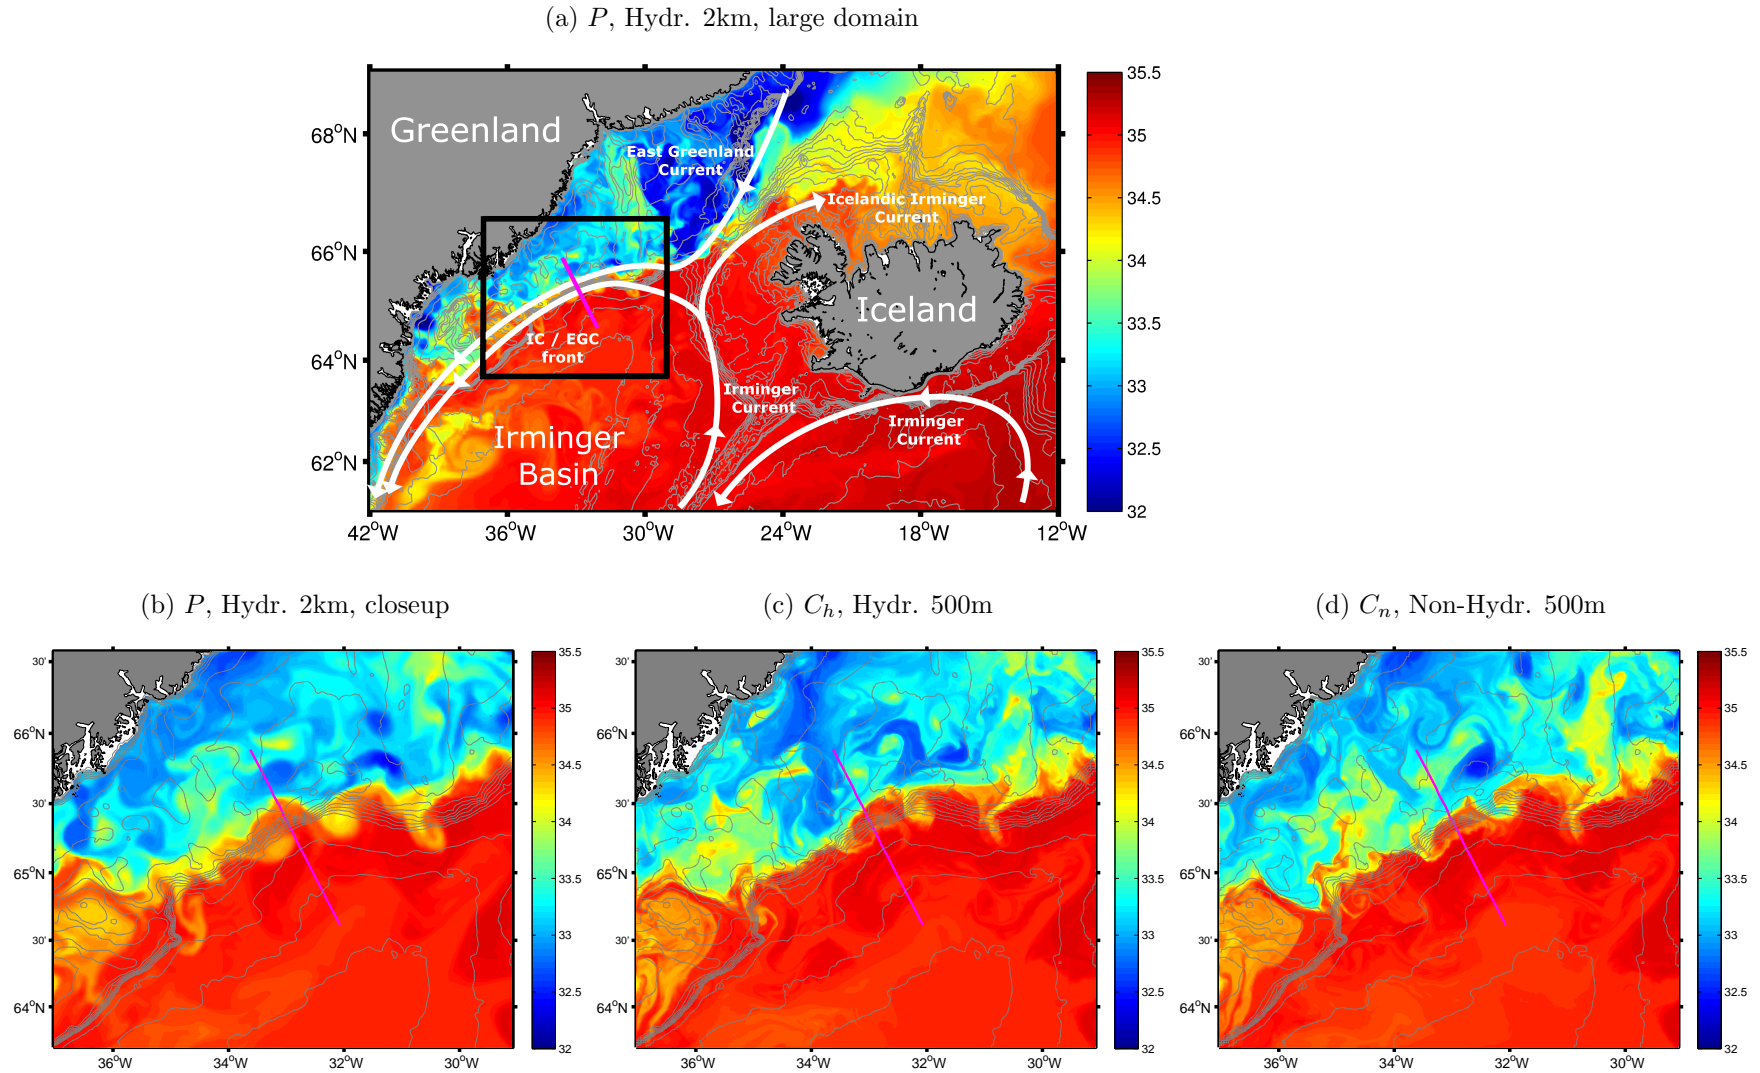 (a) P, Hydr. 2km, large domain
Greenland
East Greenland
Current
Icelandic Irminger
Current
Iceland
IC / EGC
front
Irminger
Current
Irminger
Current
Irminger
Basin
68°N
66°N
64°N
62°N
42°W 36°W 30°W 24°W 18°W 12°W
35.5
35
34.5
34
33.5
33
32.5
32
(b) P, Hydr. 2km, closeup
30'
66°N
30'
65°N
30'
64°N
36°W 34°W 32°W 30°W
35.5
35
34.5
34
33.5
33
32.5
32
(c) Cₕ, Hydr. 500m
30'
66°N
30'
65°N
30'
64°N
36°W 34°W 32°W 30°W
35.5
35
34.5
34
33.5
33
32.5
32
(d) Cₙ, Non-Hydr. 500m
30'
66°N
30'
65°N
30'
64°N
36°W 34°W 32°W 30°W
35.5
35
34.5
34
33.5
33
32.5
32